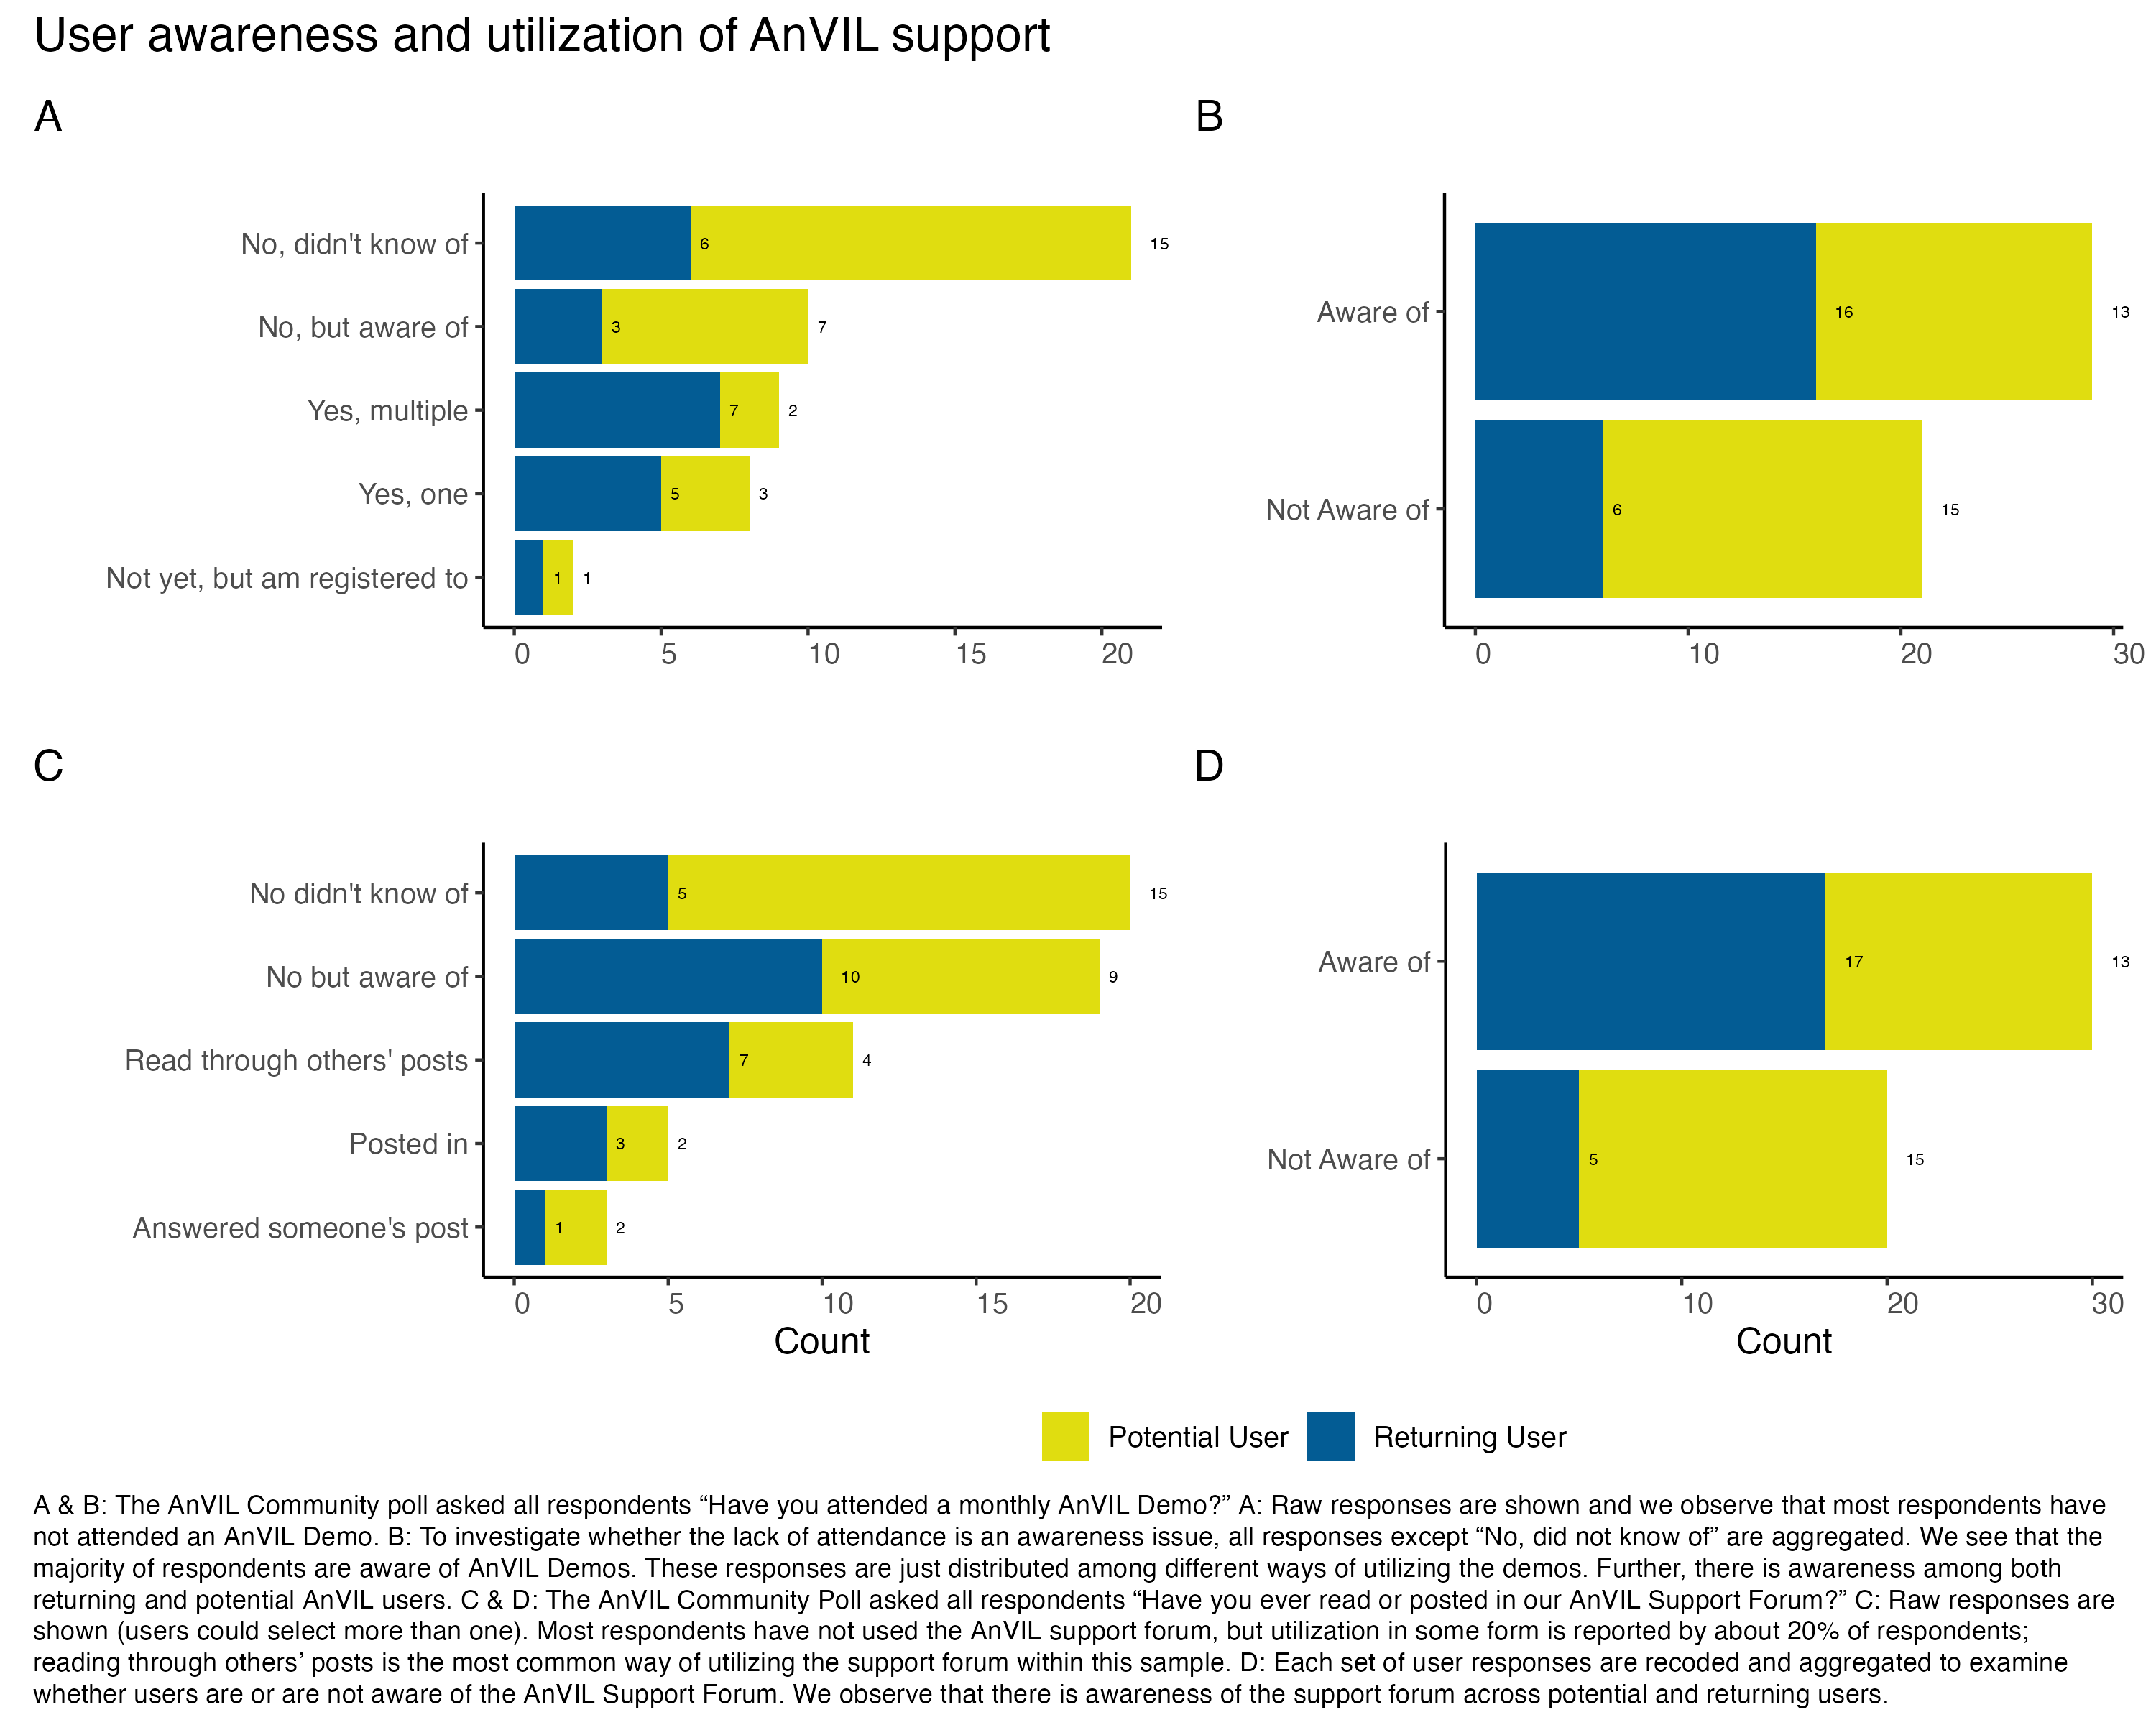 User awareness and utilization of AnVIL support
A
No, didn't know of
6
15
No, but aware of
3
7
Yes, multiple
7
2
Yes, one
5
3
Not yet, but am registered to
1
1
0 5 10 15 20
B
Aware of
16
13
Not Aware of
6
15
0 10 20 30
C
No didn't know of
5
15
No but aware of
10
9
Read through others' posts
7
4
Posted in
3
2
Answered someone's post
1
2
0 5 10 15 20
Count
D
Aware of
17
13
Not Aware of
5
15
0 10 20 30
Count
Potential User
Returning User
A & B: The AnVIL Community poll asked all respondents “Have you attended a monthly AnVIL Demo?” A: Raw responses are shown and we observe that most respondents have
not attended an AnVIL Demo. B: To investigate whether the lack of attendance is an awareness issue, all responses except “No, did not know of” are aggregated. We see that the
majority of respondents are aware of AnVIL Demos. These responses are just distributed among different ways of utilizing the demos. Further, there is awareness among both
returning and potential AnVIL users. C & D: The AnVIL Community Poll asked all respondents “Have you ever read or posted in our AnVIL Support Forum?” C: Raw responses are
shown (users could select more than one). Most respondents have not used the AnVIL support forum, but utilization in some form is reported by about 20% of respondents;
reading through others’ posts is the most common way of utilizing the support forum within this sample. D: Each set of user responses are recoded and aggregated to examine
whether users are or are not aware of the AnVIL Support Forum. We observe that there is awareness of the support forum across potential and returning users.